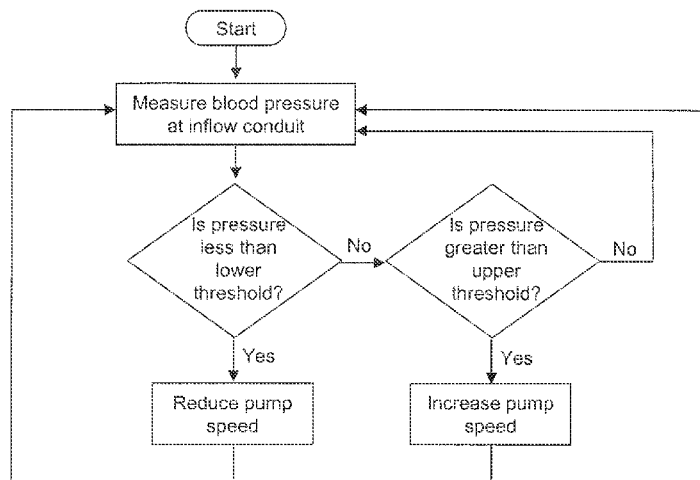 Start
Measure blood pressure
at inflow conduit
Is pressure
less than
lower
threshold?
No
Is pressure
greater than
upper
threshold?
No
Yes
Yes
Reduce pump
speed
Increase pump
speed